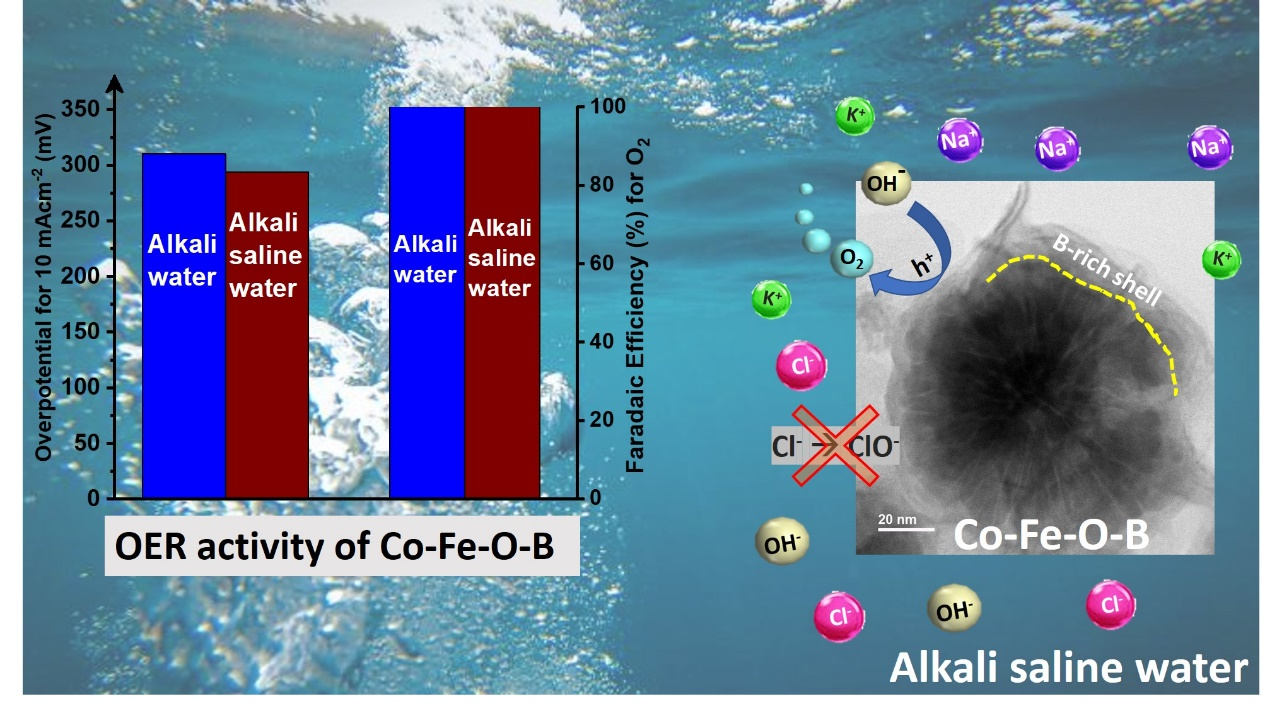 Overpotential for 10 mAcm⁻² (mV)
350
300
250
200
150
100
50
0
Alkali
water
Alkali
saline
water
Alkali
water
Alkali
saline
water
100
80
60
40
20
0
Faradaic Efficiency (%) for O₂
OER activity of Co-Fe-O-B
K⁺
Na⁺
Na⁺
Na⁺
OH⁻
O₂
h⁺
B-rich shell
K⁺
K⁺
Cl⁻
Cl⁻ → ClO⁻
20 nm
Co-Fe-O-B
OH⁻
Cl⁻
OH⁻
Cl⁻
Alkali saline water